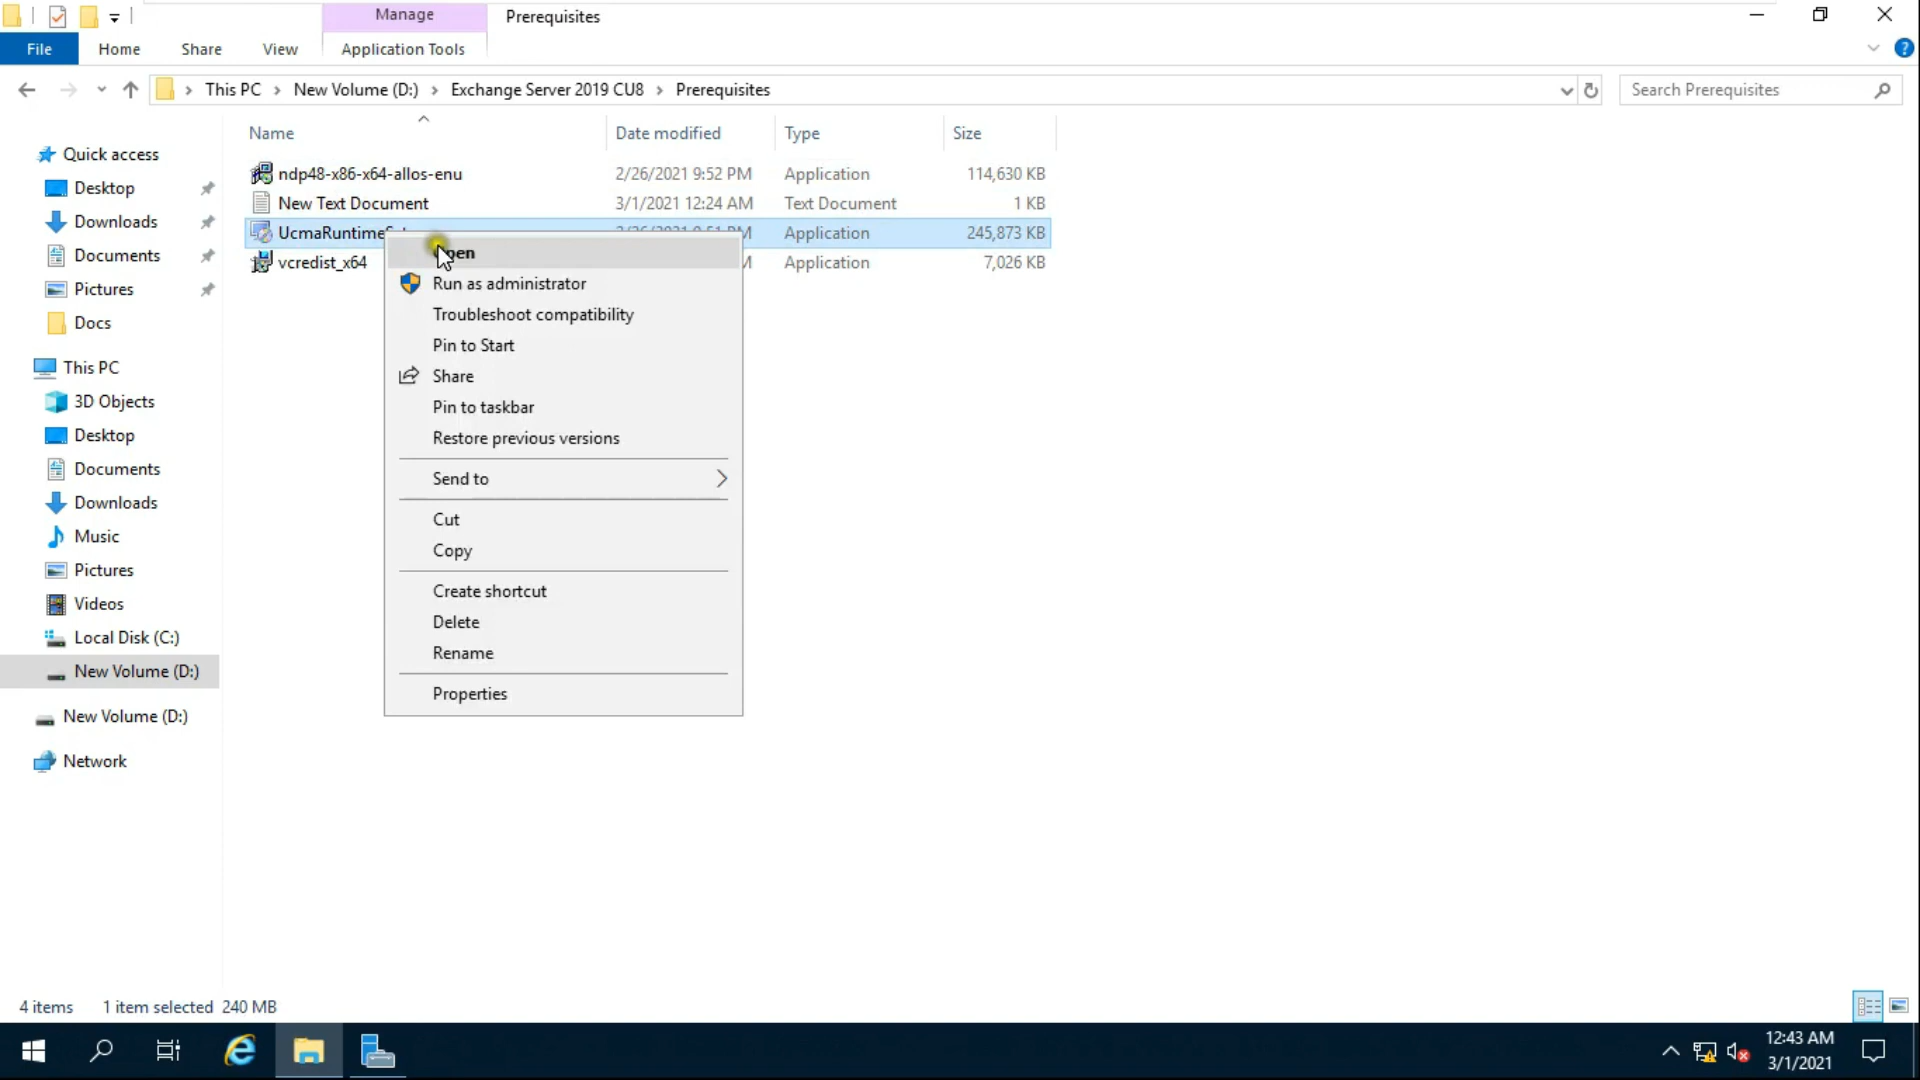 Manage
Prerequisites
File
Home
Share
View
Application Tools
This PC
New Volume (D:)
Exchange Server 2019 CU8
Prerequisites
Search Prerequisites
Name
Date modified
Type
Size
ndp48-x86-x64-allos-enu
2/26/2021 9:52 PM
Application
114,630 KB
New Text Document
3/1/2021 12:24 AM
Text Document
1 KB
Application
245,873 KB
vcredist_x64
Application
7,026 KB
Run as administrator
Troubleshoot compatibility
Pin to Start
Share
Pin to taskbar
Restore previous versions
Send to
Cut
Copy
Create shortcut
Delete
Rename
Properties
Quick access
Desktop
Downloads
Documents
Pictures
Docs
This PC
3D Objects
Desktop
Documents
Downloads
Music
Pictures
Videos
Local Disk (C:)
New Volume (D:)
New Volume (D:)
Network
4 items
1 item selected
240 MB
12:43 AM
3/1/2021